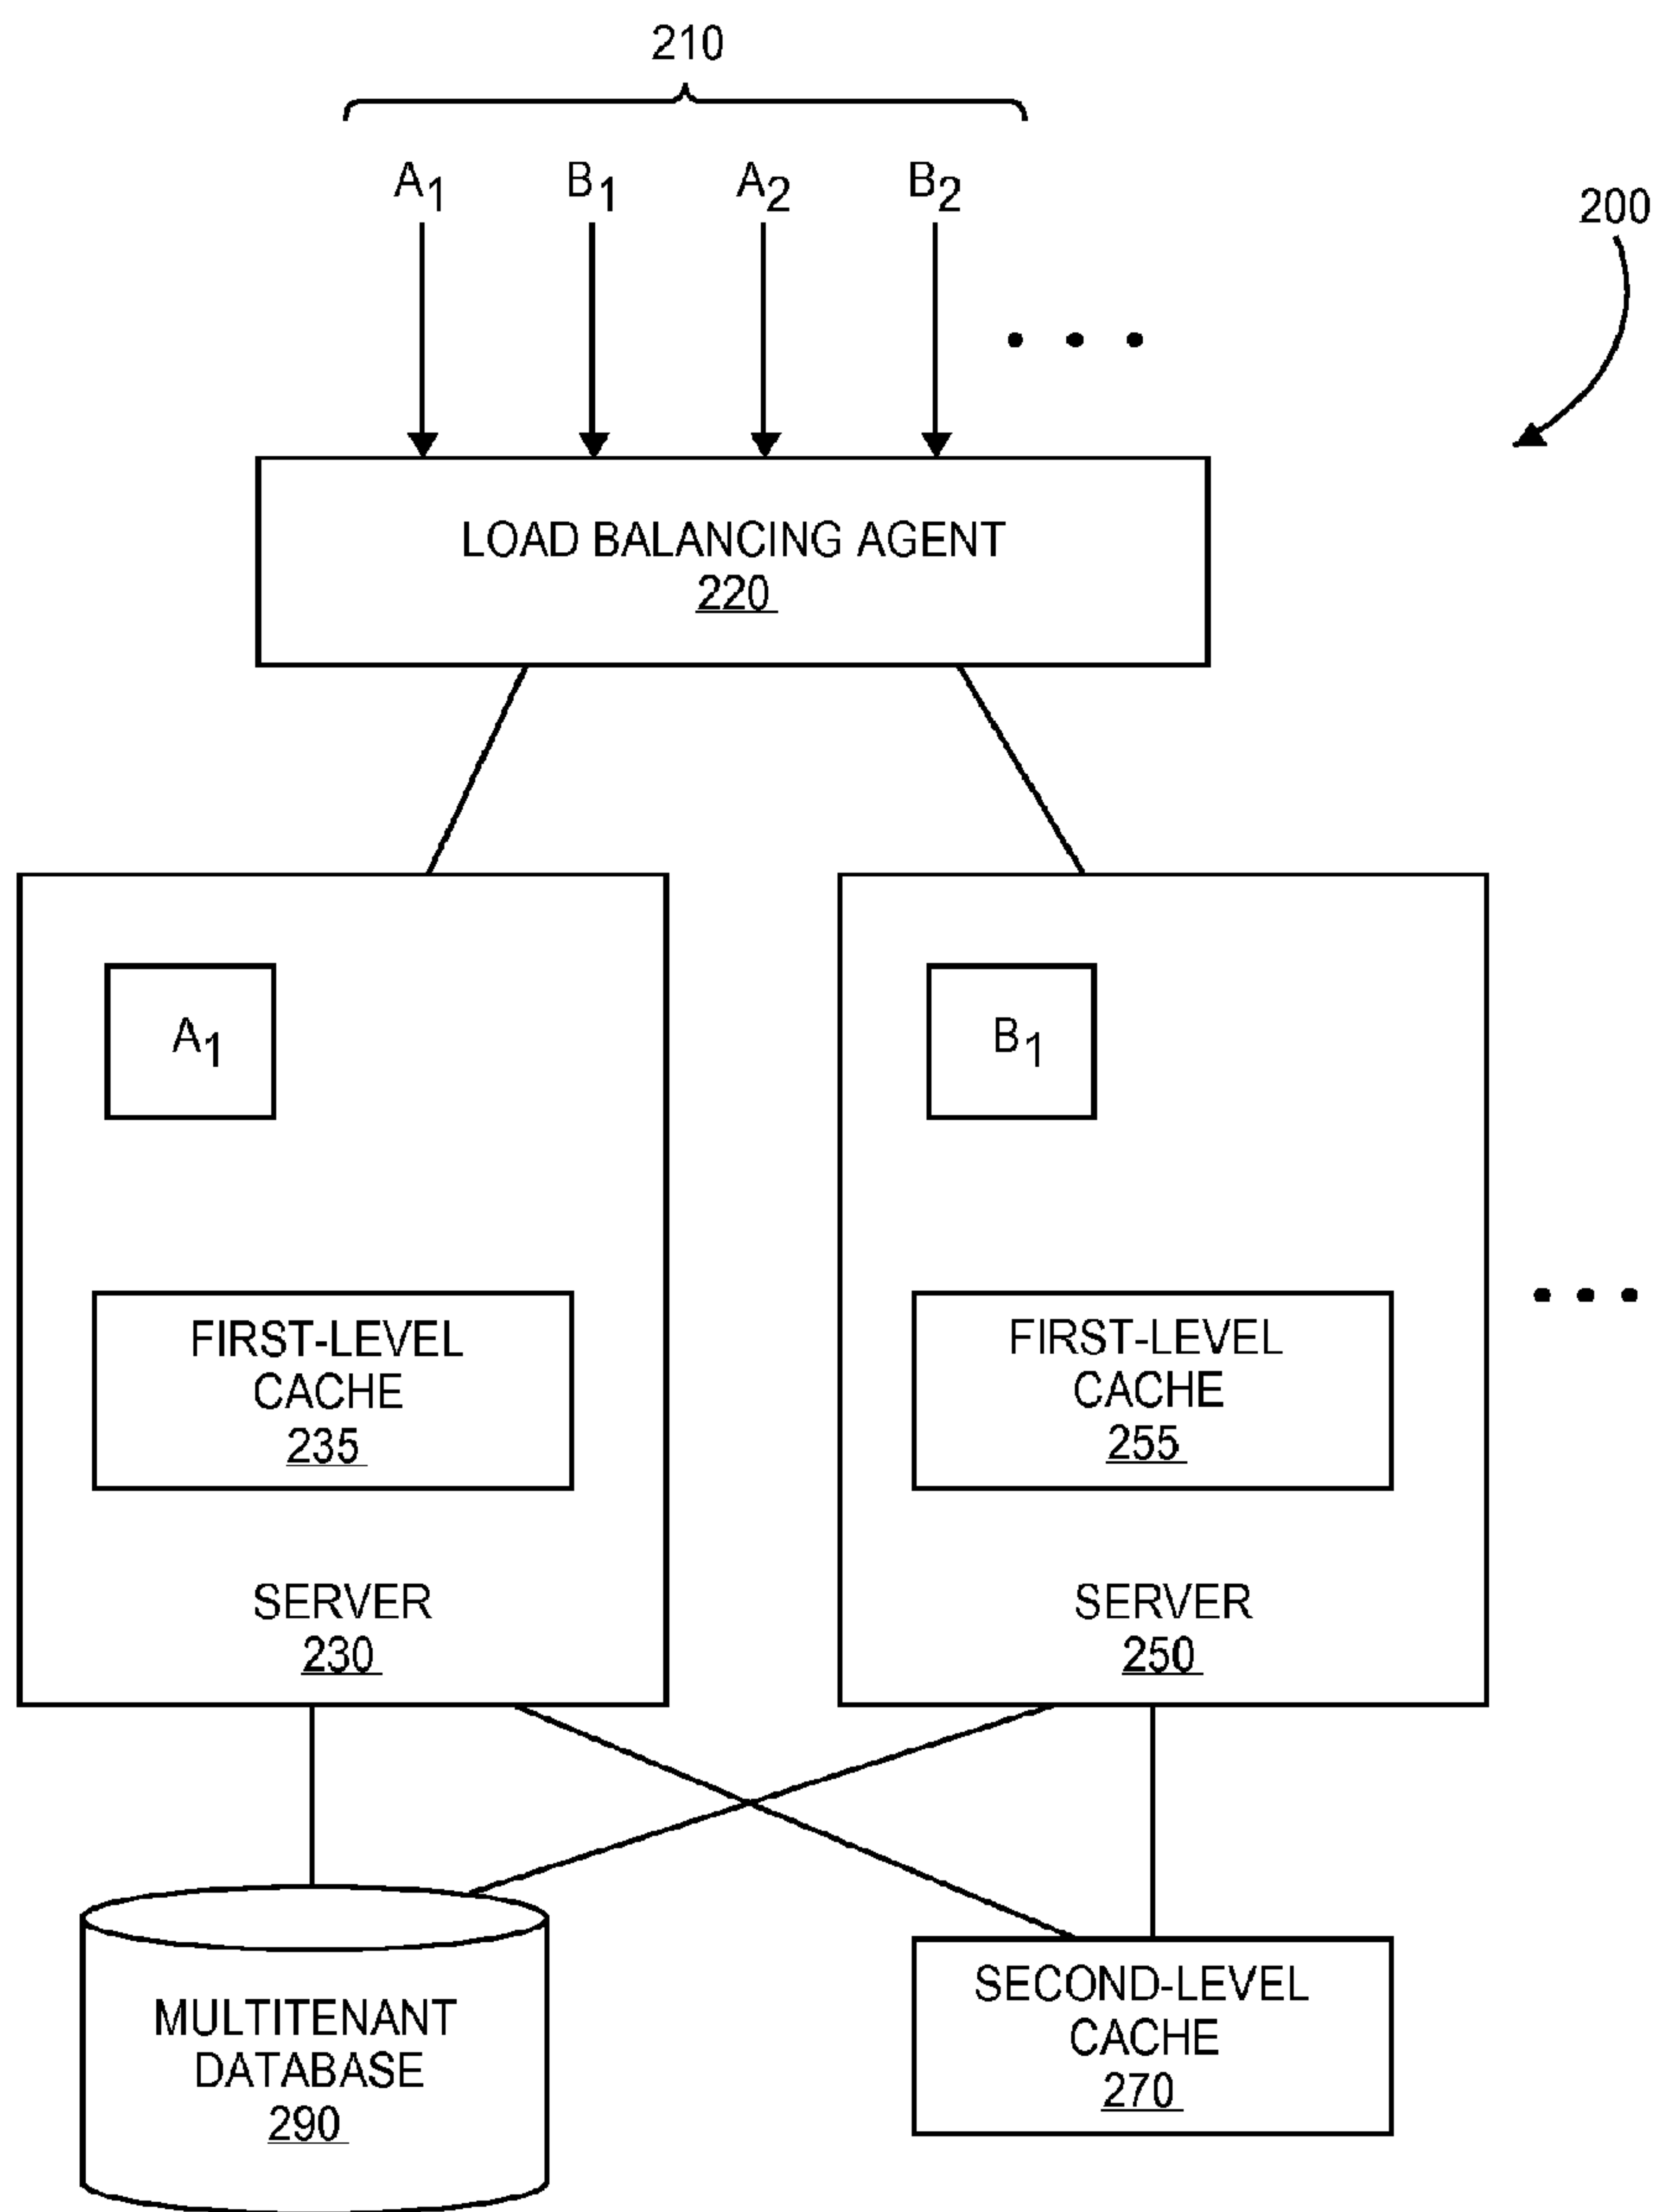 210
A1 B1 A2 B2
200
LOAD BALANCING AGENT
220
A1
B1
FIRST-LEVEL
CACHE
235
FIRST-LEVEL
CACHE
255
SERVER
230
SERVER
250
MULTITENANT
DATABASE
290
SECOND-LEVEL
CACHE
270